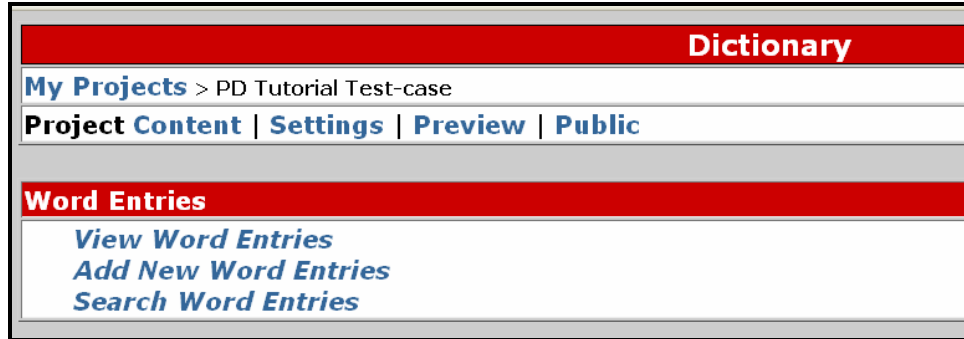 Dictionary
My Projects > PD Tutorial Test-case
Project Content | Settings | Preview | Public
Word Entries
View Word Entries
Add New Word Entries
Search Word Entries